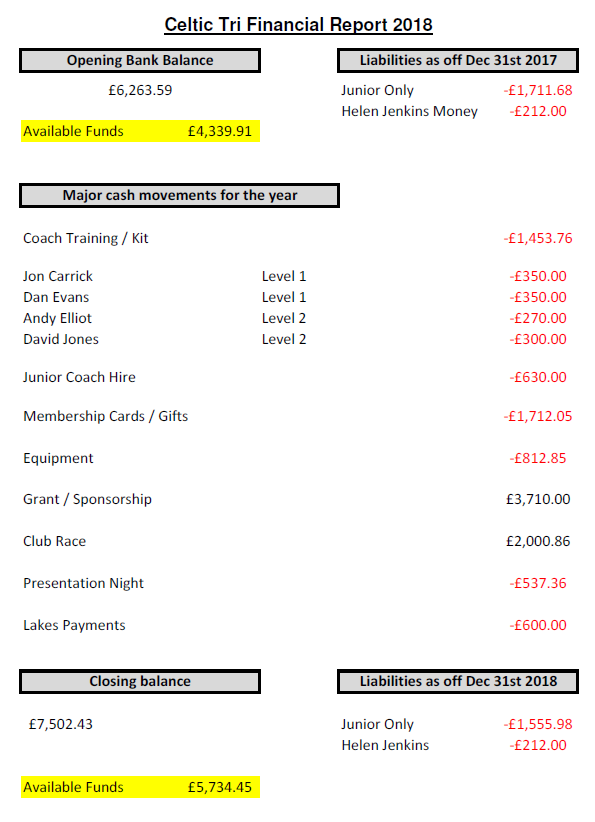 Celtic Tri Financial Report 2018
Opening Bank Balance Liabilities as off Dec 31st 2017
£6,263.59 Junior Only -£1,711.68
Helen Jenkins Money -£212.00
Available Funds £4,339.91
Major cash movements for the year
Coach Training / Kit -£1,453.76
Jon Carrick Level 1 -£350.00
Dan Evans Level 1 -£350.00
Andy Elliot Level 2 -£270.00
David Jones Level 2 -£300.00
Junior Coach Hire -£630.00
Membership Cards / Gifts -£1,712.05
Equipment -£812.85
Grant / Sponsorship £3,710.00
Club Race £2,000.86
Presentation Night -£537.36
Lakes Payments -£600.00
Closing balance Liabilities as off Dec 31st 2018
£7,502.43 Junior Only -£1,555.98
Helen Jenkins -£212.00
Available Funds £5,734.45